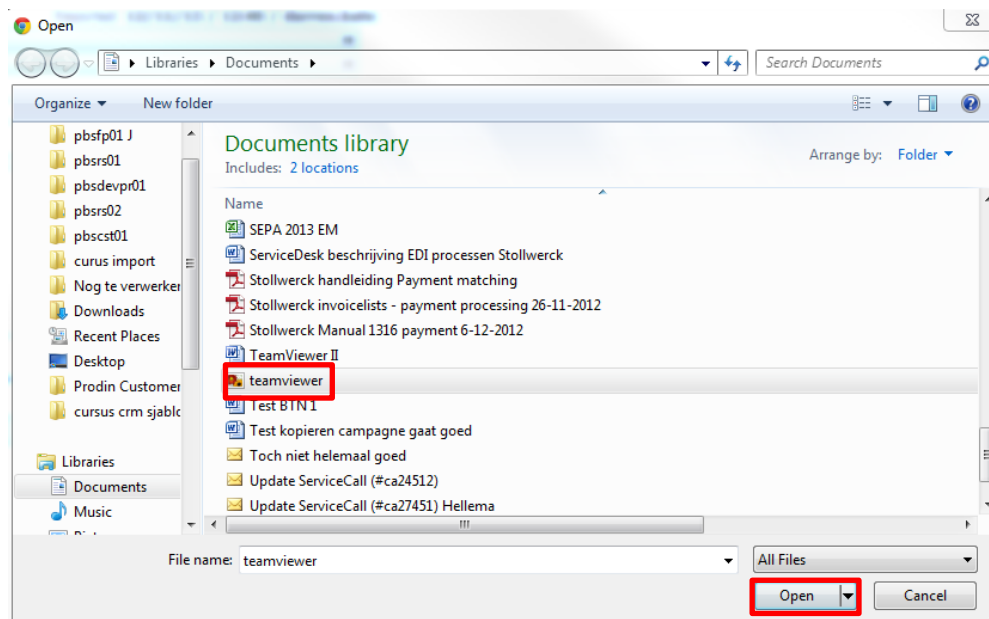 Open
Libraries Documents Search Documents
Organize New folder
pbsfp01 J
pbsrs01
pbsdevpr01
pbsrs02
pbscst01
curus import
Nog te verwerker
Downloads
Recent Places
Desktop
Prodin Customer
cursus crm sjablc
Libraries
Documents
Music
Documents library
Includes: 2 locations
Arrange by: Folder
Name
SEPA 2013 EM
ServiceDesk beschrijving EDI processen Stollwerck
Stollwerck handleiding Payment matching
Stollwerck invoicelists - payment processing 26-11-2012
Stollwerck Manual 1316 payment 6-12-2012
TeamViewer II
teamviewer
Test BTN 1
Test kopieren campagne gaat goed
Toch niet helemaal goed
Update ServiceCall (#ca24512)
Update ServiceCall (#ca27451) Hellema
File name: teamviewer All Files
Open Cancel